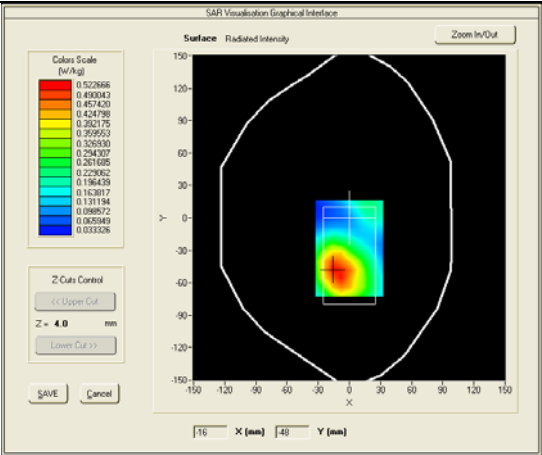 SAR Visualisation Graphical Interface
Surface Radiated Intensity
Zoom In/Out
Colors Scale
(W/kg)
0.522666
0.490043
0.457420
0.424798
0.392175
0.359553
0.326930
0.294307
0.261685
0.229062
0.196439
0.163817
0.131194
0.098572
0.065949
0.033326
Z-Cuts Control
<< Upper Cut
Z = 4.0 mm
Lower Cut >>
SAVE Cancel
150-
120-
90-
60-
30-
0-
-30-
-60-
-90-
-120-
-150-
Y
-150 -120 -90 -60 -30 0 30 60 90 120 150
X
-16 X (mm) -48 Y (mm)